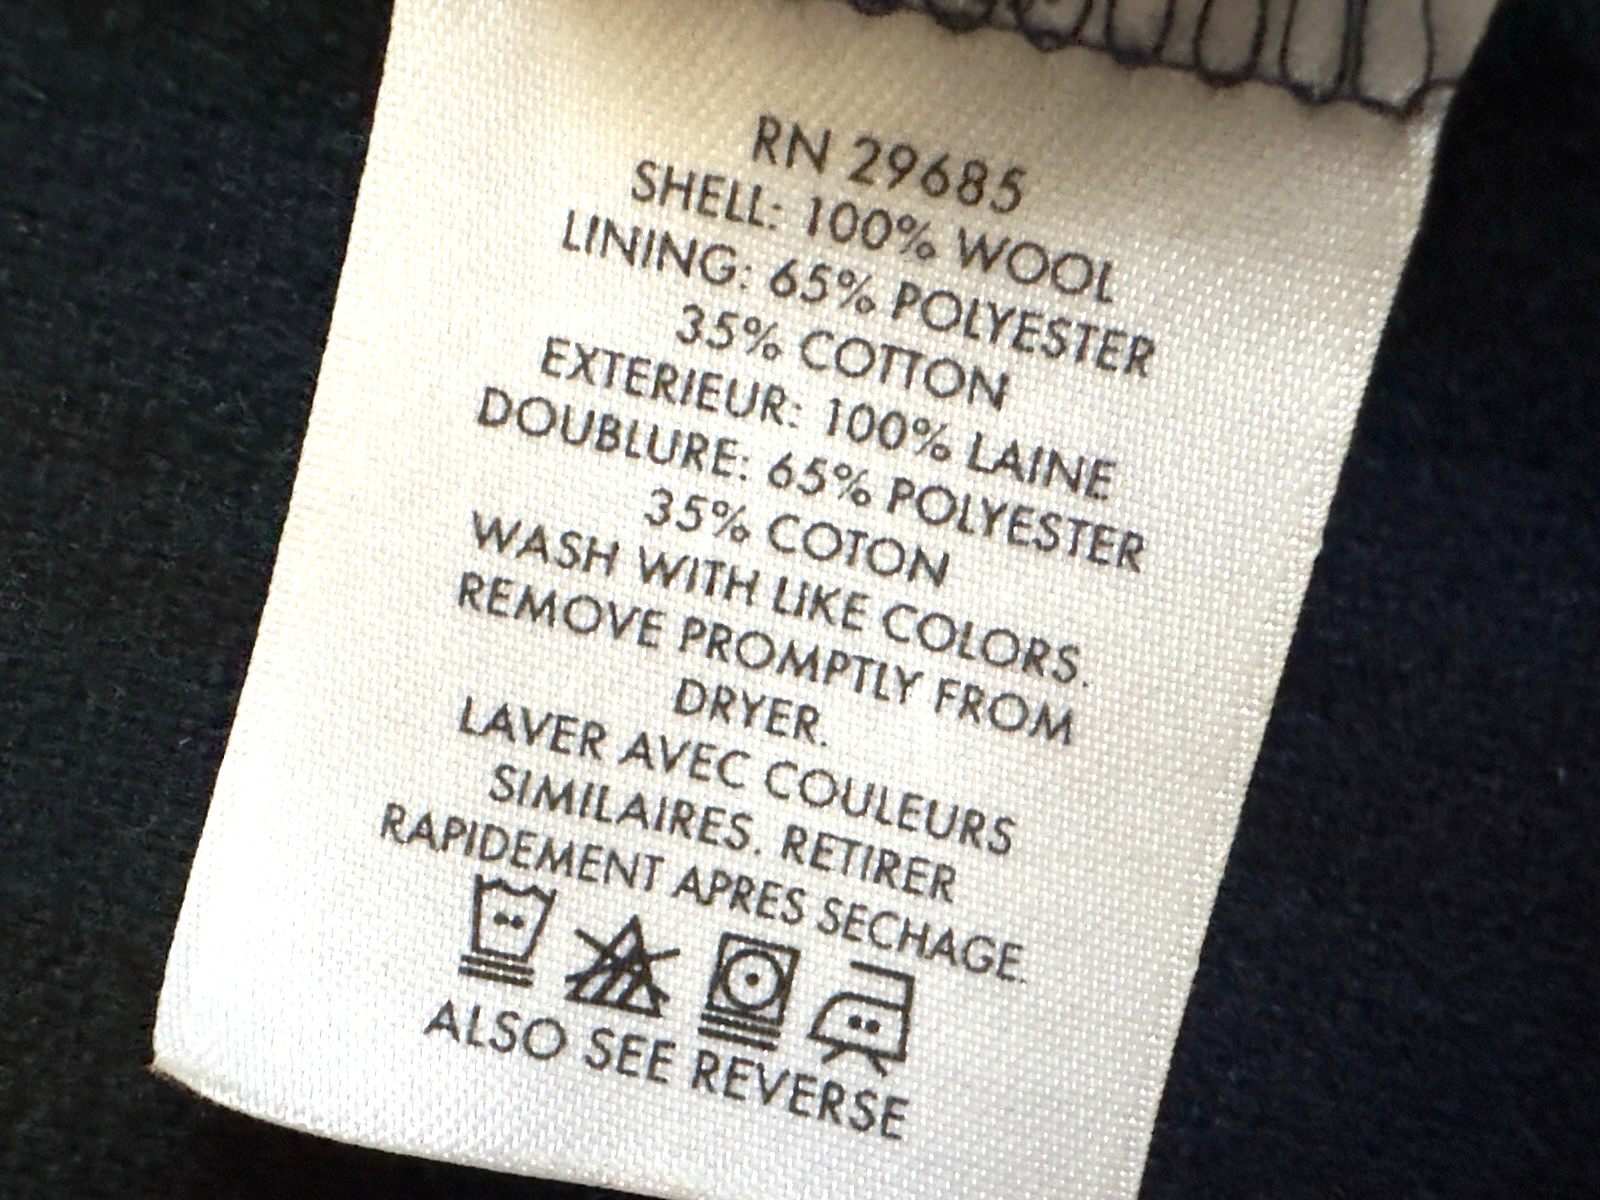 RN 29685
SHELL: 100% WOOL
LINING: 65% POLYESTER
35% COTTON
EXTERIEUR: 100% LAINE
DOUBLURE: 65% POLYESTER
35% COTON
WASH WITH LIKE COLORS.
REMOVE PROMPTLY FROM
DRYER.
LAVER AVEC COULEURS
SIMILAIRES. RETIRER
RAPIDEMENT APRES SECHAGE.
ALSO SEE REVERSE